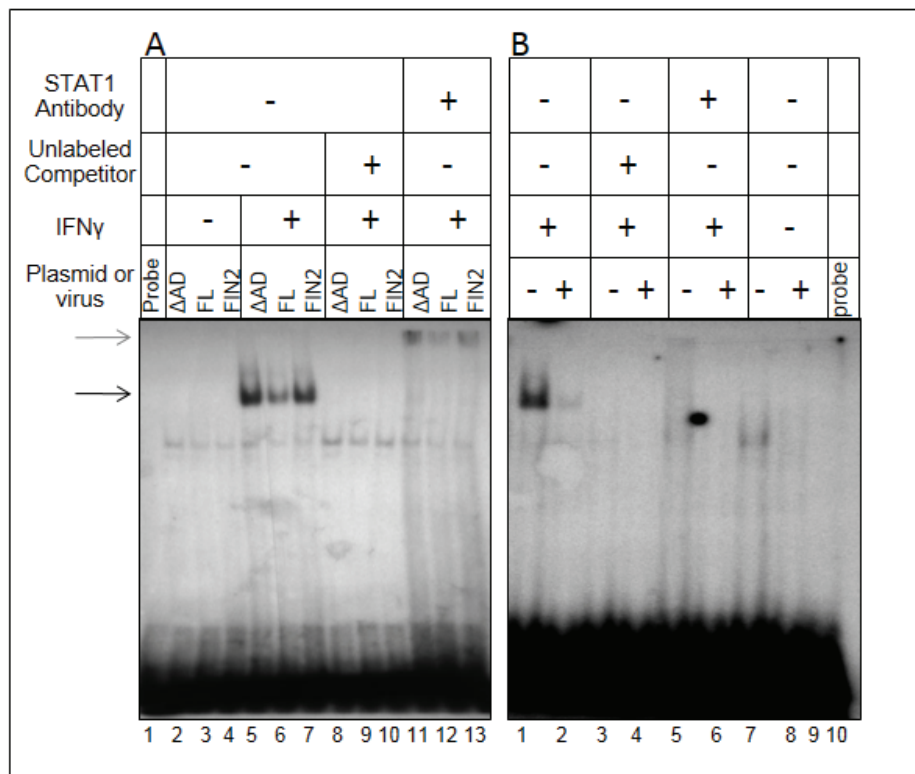 A B
STAT1 Antibody - + - - + -
Unlabeled Competitor - + - - + - -
IFNγ - + + + + + + -
Plasmid or virus Probe ΔAD FL FIN2 ΔAD FL FIN2 ΔAD FL FIN2 ΔAD FL FIN2 - + - + - + - + probe
1 2 3 4 5 6 7 8 9 10 11 12 13 1 2 3 4 5 6 7 8 9 10